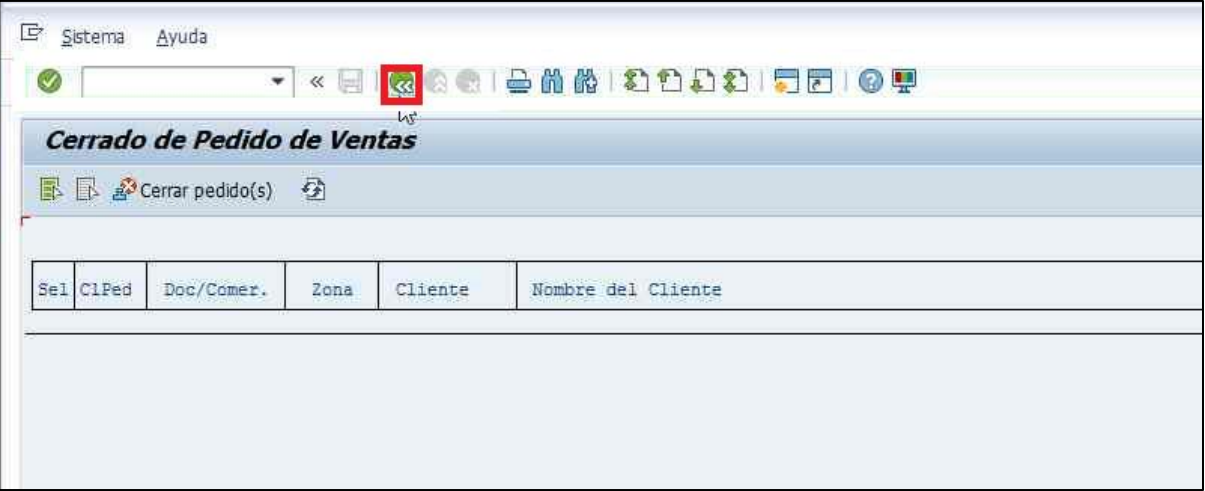 Sistema Ayuda
Cerrado de Pedido de Ventas
Cerrar pedido(s)
Sel ClPed Doc/Comer. Zona Cliente Nombre del Cliente